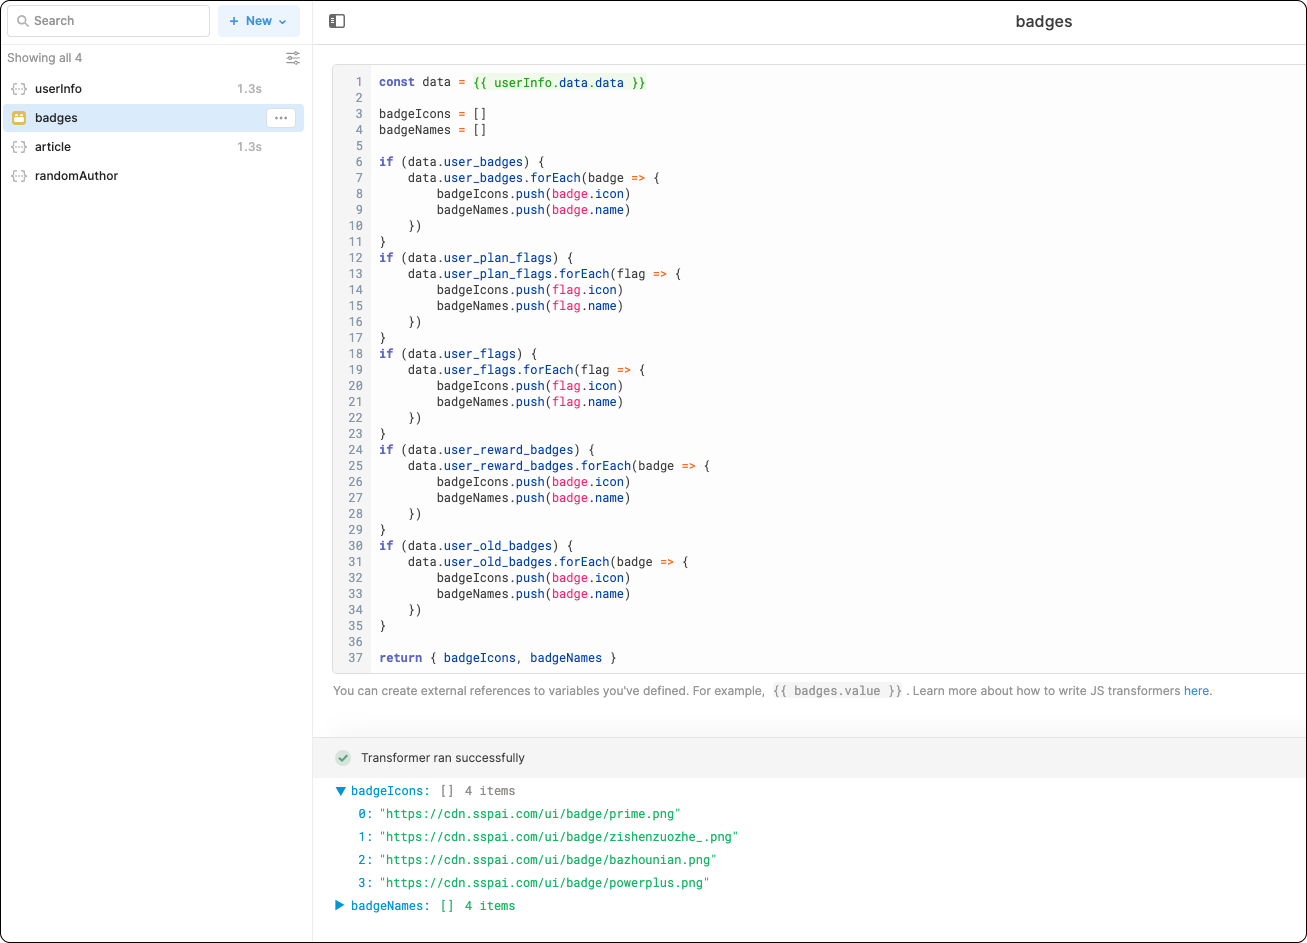 Search
+ New
badges
Showing all 4
userInfo 1.3s
badges
article 1.3s
randomAuthor
1 const data = {{ userInfo.data.data }}
2
3 badgeIcons = []
4 badgeNames = []
5
6 if (data.user_badges) {
7     data.user_badges.forEach(badge => {
8         badgeIcons.push(badge.icon)
9         badgeNames.push(badge.name)
10     })
11 }
12 if (data.user_plan_flags) {
13     data.user_plan_flags.forEach(flag => {
14         badgeIcons.push(flag.icon)
15         badgeNames.push(flag.name)
16     })
17 }
18 if (data.user_flags) {
19     data.user_flags.forEach(flag => {
20         badgeIcons.push(flag.icon)
21         badgeNames.push(flag.name)
22     })
23 }
24 if (data.user_reward_badges) {
25     data.user_reward_badges.forEach(badge => {
26         badgeIcons.push(badge.icon)
27         badgeNames.push(badge.name)
28     })
29 }
30 if (data.user_old_badges) {
31     data.user_old_badges.forEach(badge => {
32         badgeIcons.push(badge.icon)
33         badgeNames.push(badge.name)
34     })
35 }
36
37 return { badgeIcons, badgeNames }
You can create external references to variables you've defined. For example, {{ badges.value }} . Learn more about how to write JS transformers here.
Transformer ran successfully
badgeIcons: [] 4 items
0: "https://cdn.sspai.com/ui/badge/prime.png"
1: "https://cdn.sspai.com/ui/badge/zishenzuozhe_.png"
2: "https://cdn.sspai.com/ui/badge/bazhounian.png"
3: "https://cdn.sspai.com/ui/badge/powerplus.png"
badgeNames: [] 4 items